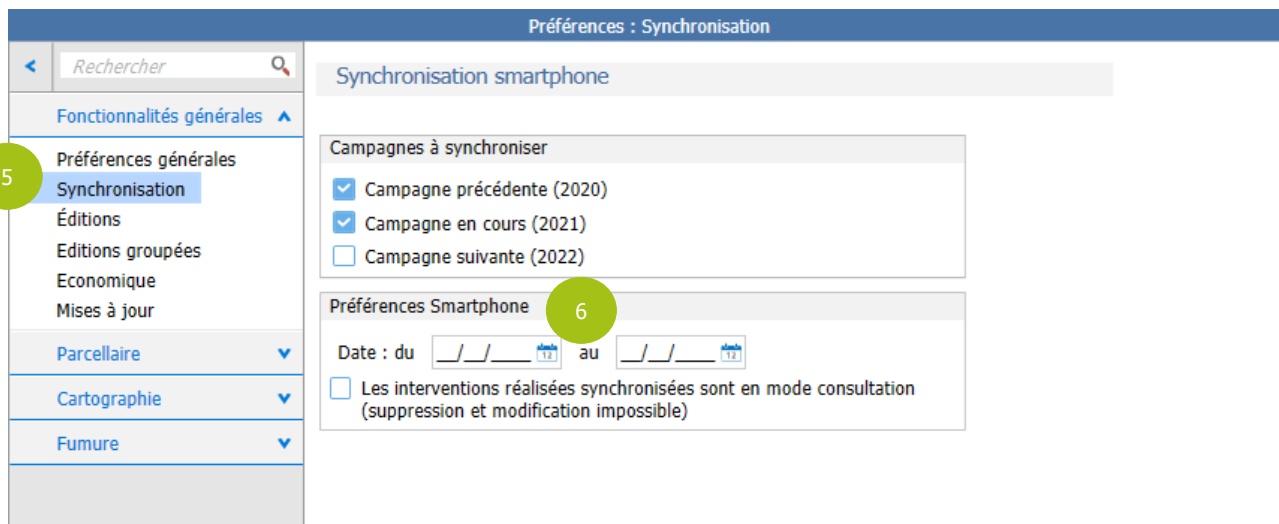 Préférences : Synchronisation
<
Rechercher
Fonctionnalités générales
5
Préférences générales
Synchronisation
Éditions
Editions groupées
Economique
Mises à jour
Parcellaire
Cartographie
Fumure
Synchronisation smartphone
Campagnes à synchroniser
Campagne précédente (2020)
Campagne en cours (2021)
Campagne suivante (2022)
Préférences Smartphone
6
Date : du __/__/____ 12 au __/__/____ 12
Les interventions réalisées synchronisées sont en mode consultation
(suppression et modification impossible)